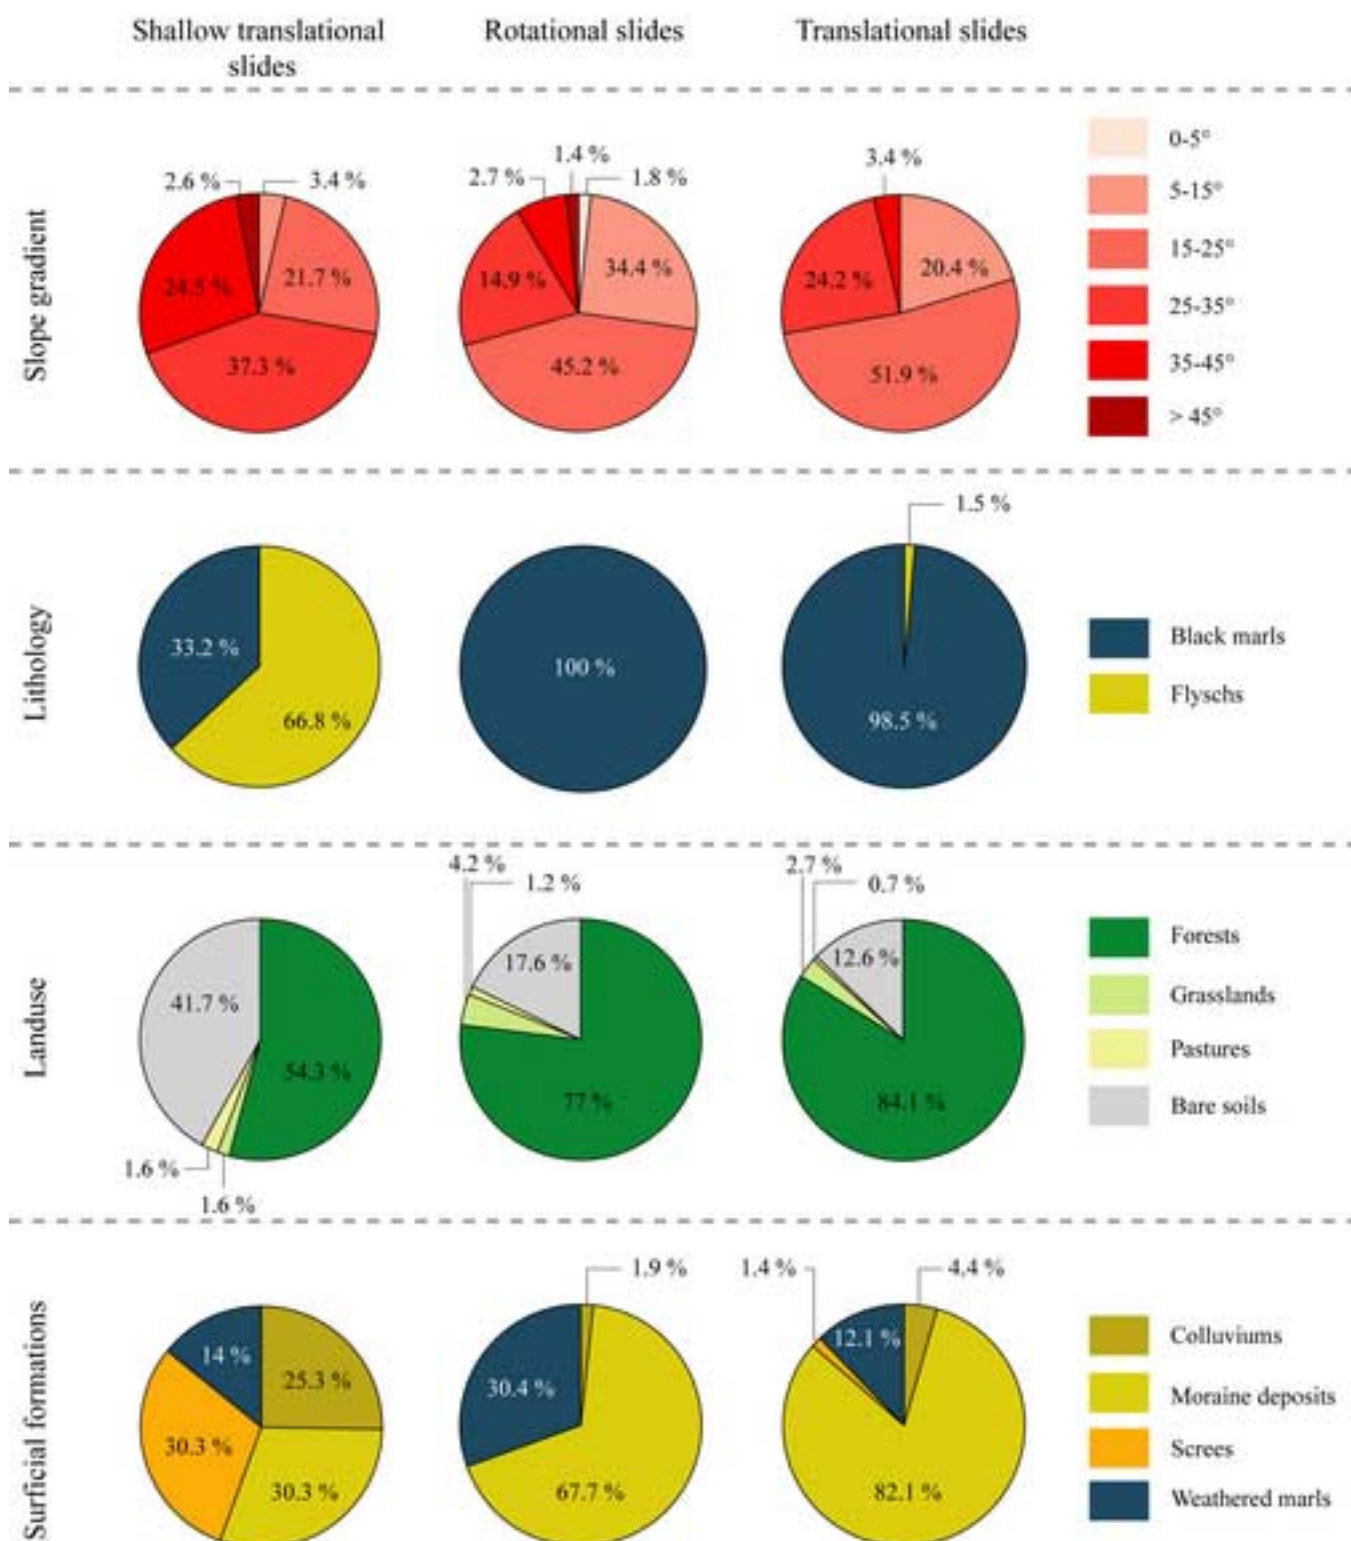 Shallow translational
slides
Rotational slides
Translational slides
Slope gradient
2.6 %
3.4 %
24.5 %
21.7 %
37.3 %
1.4 %
2.7 %
1.8 %
34.4 %
14.9 %
45.2 %
3.4 %
24.2 %
20.4 %
51.9 %
0-5°
5-15°
15-25°
25-35°
35-45°
> 45°
Lithology
33.2 %
66.8 %
100 %
1.5 %
98.5 %
Black marls
Flyschs
Landuse
41.7 %
54.3 %
1.6 %
1.6 %
4.2 %
1.2 %
17.6 %
77 %
2.7 %
0.7 %
12.6 %
84.1 %
Forests
Grasslands
Pastures
Bare soils
Surficial formations
14 %
25.3 %
30.3 %
30.3 %
1.9 %
30.4 %
67.7 %
1.4 %
4.4 %
12.1 %
82.1 %
Colluviums
Moraine deposits
Screes
Weathered marls